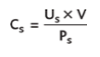 Cₛ = Uₛ × V / Pₛ